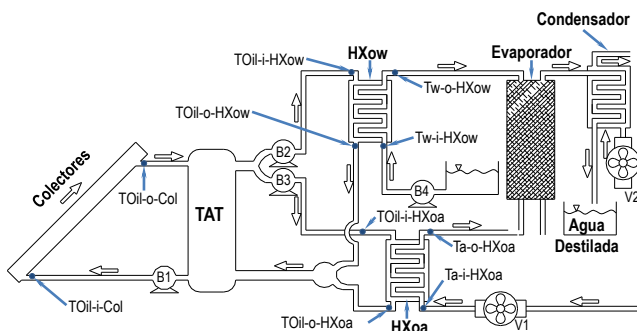 Condensador
TOil-i-HXow
HXow
Evaporador
Tw-o-HXow
TOil-o-HXow
Tw-i-HXow
B2
V2
Colectores
B3
B4
TOil-o-Col
TAT
TOil-i-HXoa
Agua
Destilada
Ta-o-HXoa
B1
Ta-i-HXoa
TOil-i-Col
TOil-o-HXoa
HXoa
V1